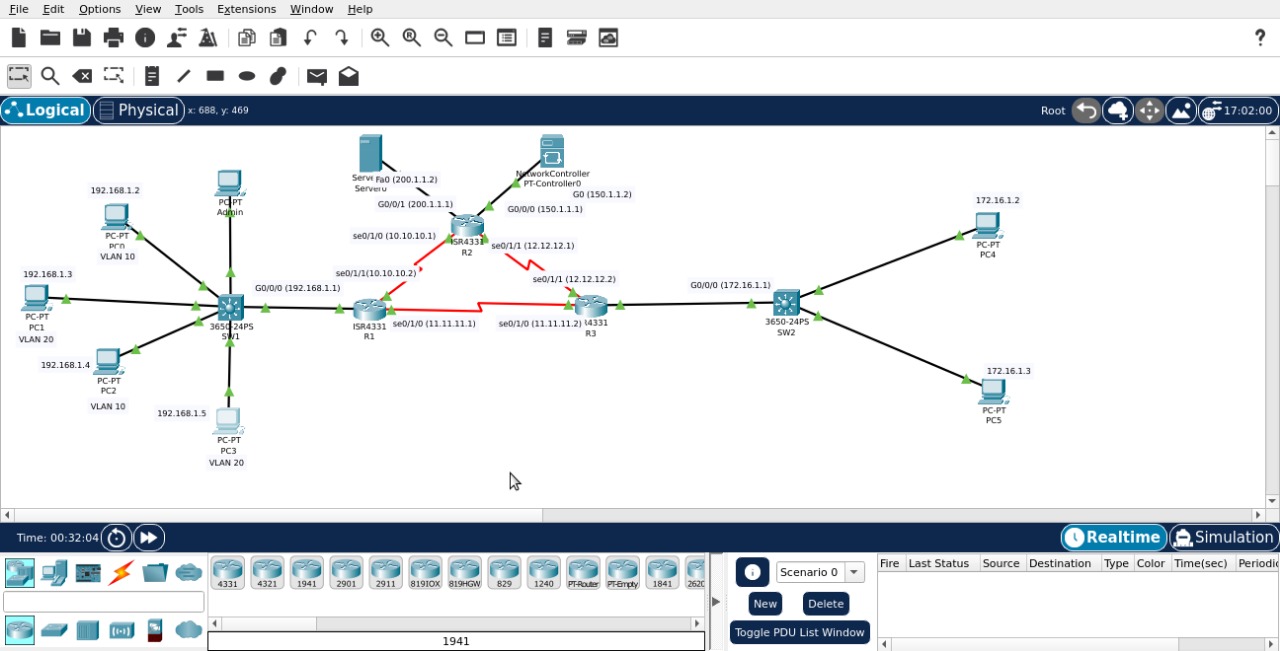 File Edit Options View Tools Extensions Window Help
Logical Physical x: 688, y: 469 Root 17:02:00
Fa0 (200.1.1.2)
NetworkController
PT-Controller0
G0 (150.1.1.2)
192.168.1.2
PC-PT
Admin
G0/0/1 (200.1.1.1)
G0/0/0 (150.1.1.1)
172.16.1.2
PC-PT
VLAN 10
se0/1/0 (10.10.10.1)
ISR4331
R2
se0/1/1 (12.12.12.1)
PC-PT
PC4
192.168.1.3
se0/1/1(10.10.10.2)
se0/1/1 (12.12.12.2)
G0/0/0 (192.168.1.1)
G0/0/0 (172.16.1.1)
PC-PT
PC1
VLAN 20
3650-24PS
SW1
ISR4331
R1
se0/1/0 (11.11.11.1)
se0/1/0 (11.11.11.2)
4331
R3
3650-24PS
SW2
192.168.1.4
PC-PT
PC2
VLAN 10
172.16.1.3
PC-PT
PC5
192.168.1.5
PC-PT
PC3
VLAN 20
Time: 00:32:04 Realtime Simulation
4331 4321 1941 2901 2911 819IOX 819HGW 829 1240 PT-Router PT-Empty 1841 2620
1941
Scenario 0
New Delete
Toggle PDU List Window
Fire Last Status Source Destination Type Color Time(sec) Periodi